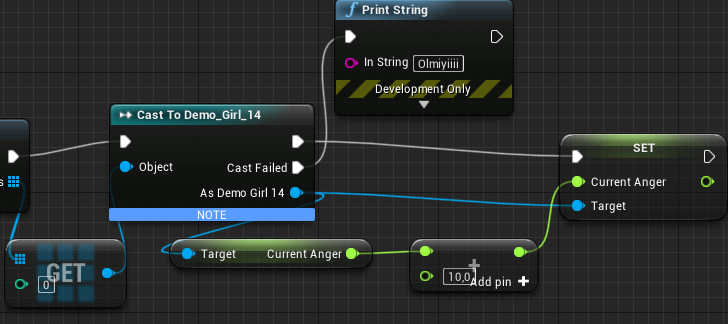 Print String
In String Olmiyiiii
Development Only
Cast To Demo_Girl_14
Object
Cast Failed
As Demo Girl 14
NOTE
SET
Current Anger
Target
s
GET
0
Target Current Anger
10,0
Add pin